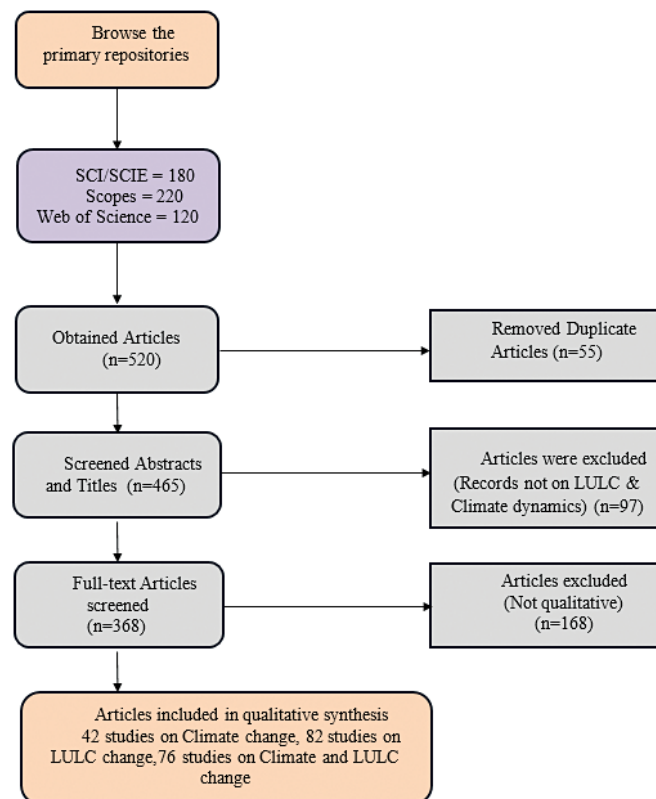 Browse the
primary repositories
SCI/SCIE = 180
Scopes = 220
Web of Science = 120
Obtained Articles
(n=520)
Removed Duplicate
Articles (n=55)
Screened Abstracts
and Titles (n=465)
Articles were excluded
(Records not on LULC &
Climate dynamics) (n=97)
Full-text Articles
screened
(n=368)
Articles excluded
(Not qualitative)
(n=168)
Articles included in qualitative synthesis
42 studies on Climate change, 82 studies on
LULC change,76 studies on Climate and LULC
change